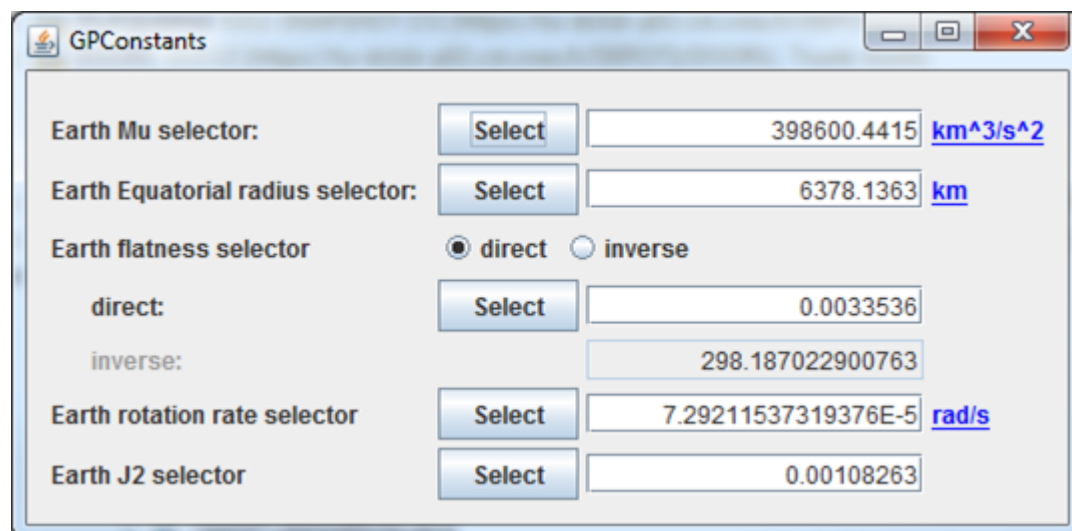 GPConstants
Earth Mu selector: Select 398600.4415 km^3/s^2
Earth Equatorial radius selector: Select 6378.1363 km
Earth flatness selector direct inverse
direct: Select 0.0033536
inverse: 298.187022900763
Earth rotation rate selector Select 7.29211537319376E-5 rad/s
Earth J2 selector Select 0.00108263